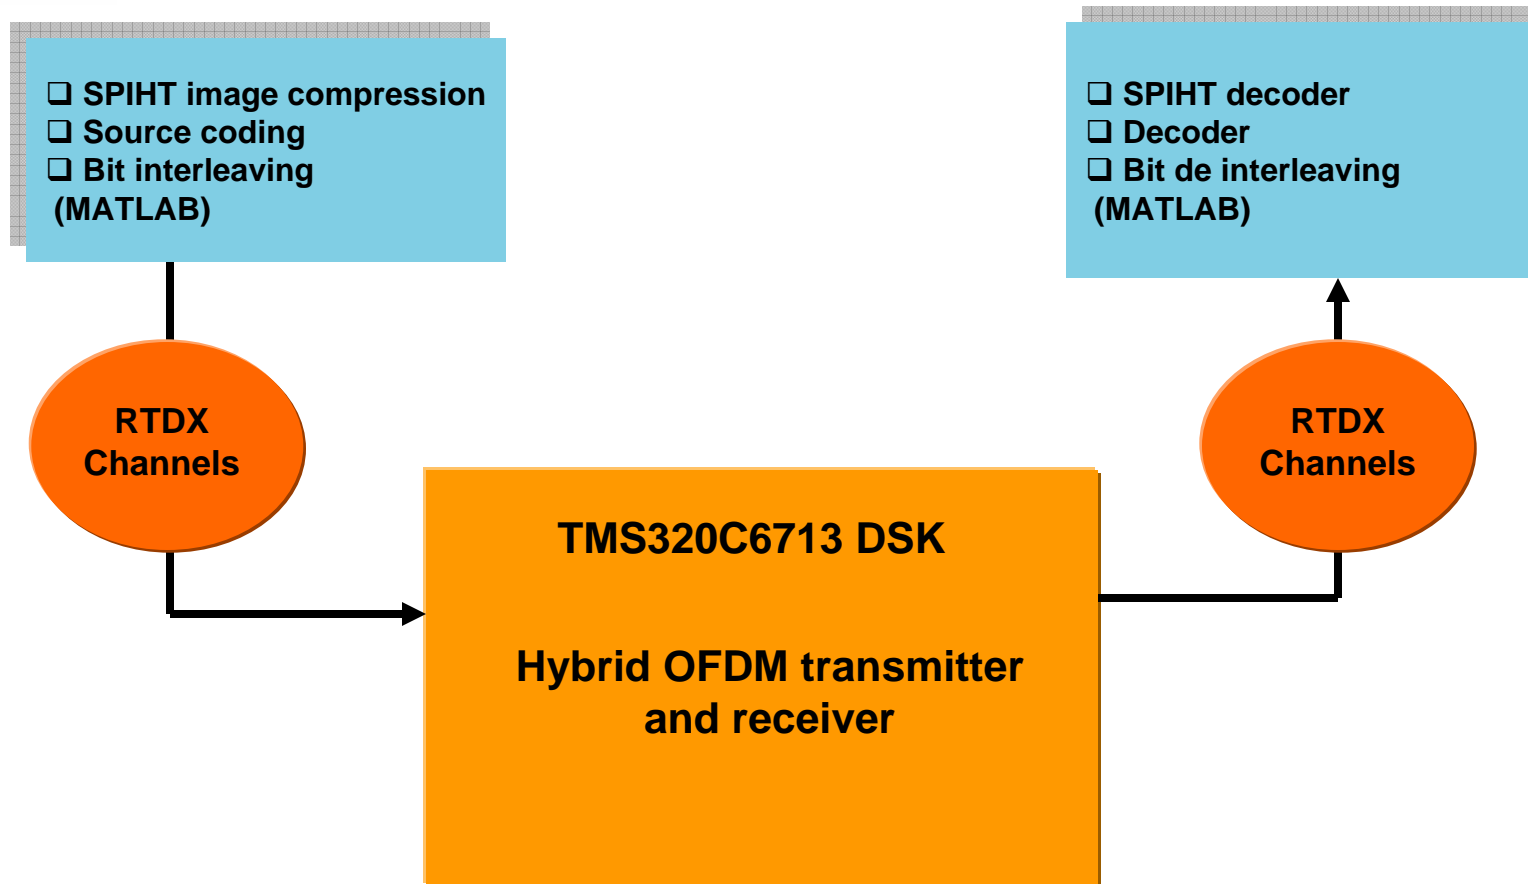 ❑ SPIHT image compression
❑ Source coding
❑ Bit interleaving
(MATLAB)
❑ SPIHT decoder
❑ Decoder
❑ Bit de interleaving
(MATLAB)
RTDX
Channels
RTDX
Channels
TMS320C6713 DSK
Hybrid OFDM transmitter
and receiver